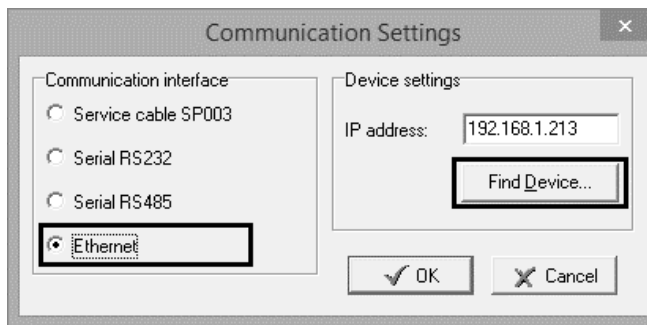 Communication Settings
Communication interface
Service cable SP003
Serial RS232
Serial RS485
Ethernet
Device settings
IP address: 192.168.1.213
Find Device...
OK
Cancel